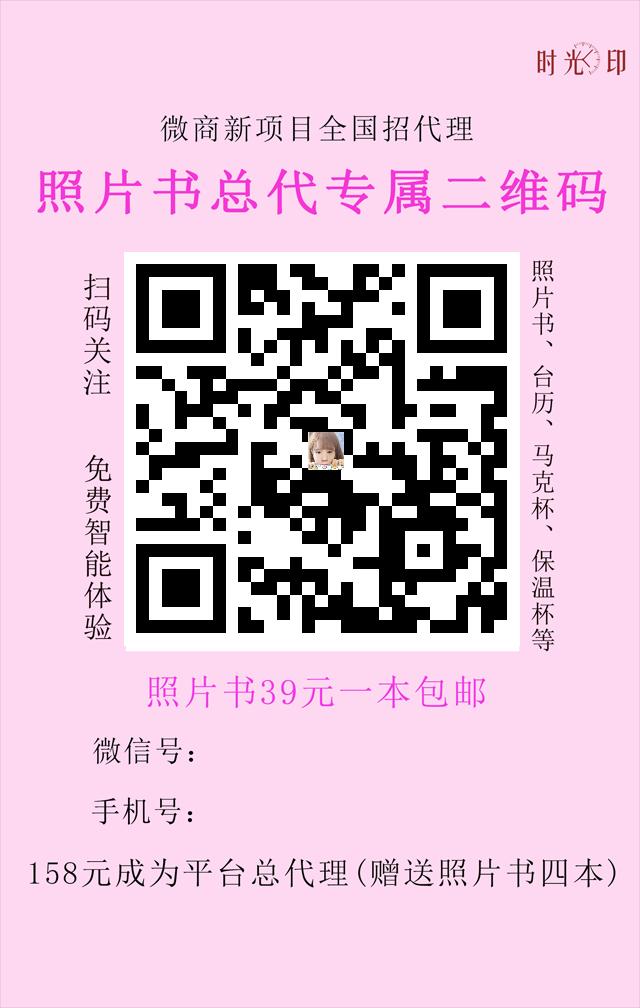 时光印
微商新项目全国招代理
照片书总代专属二维码
扫码关注
免费智能体验
照片书、台历、马克杯、保温杯等
照片书39元一本包邮
微信号：
手机号：
158元成为平台总代理(赠送照片书四本)